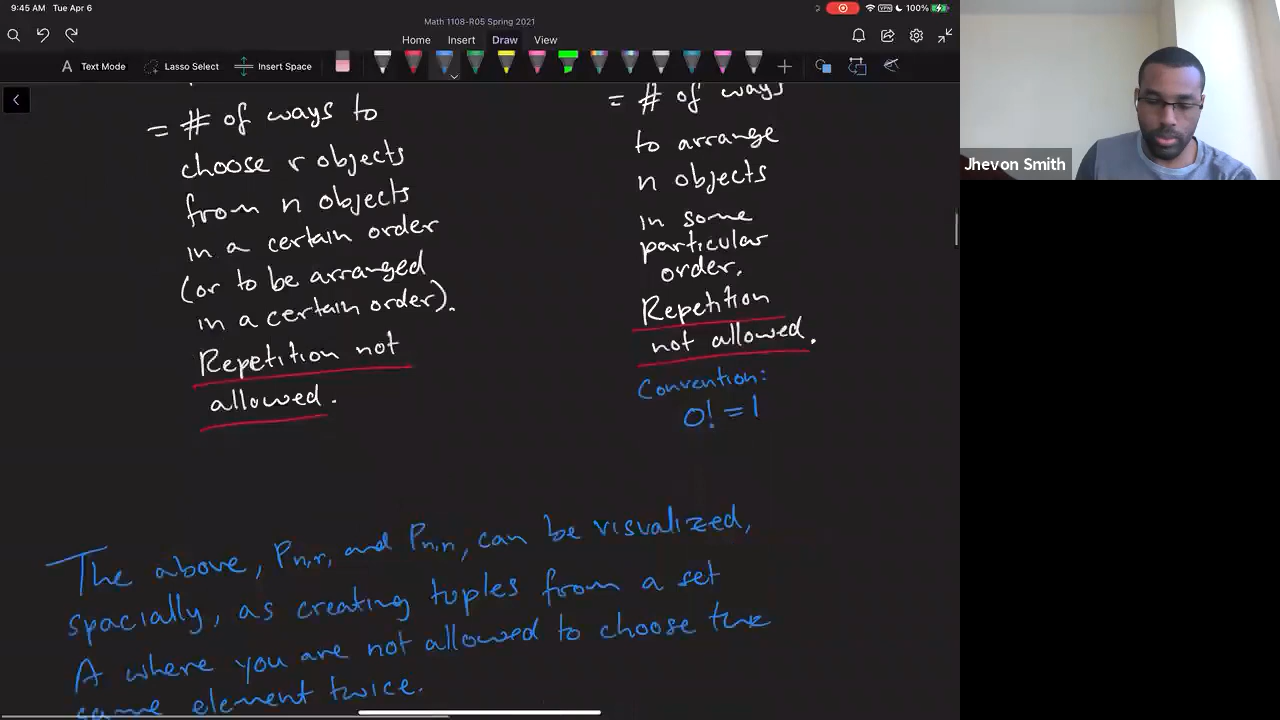 9:45 AM Tue Apr 6
VPN 100%
Math 1108-R05 Spring 2021
Home Insert Draw View
A Text Mode Lasso Select Insert Space
= # of ways to
choose r objects
from n objects
in a certain order
(or to be arranged
in a certain order).
Repetition not
allowed.
= # of ways
to arrange
n objects
in some
particular
order.
Repetition
not allowed.
Convention:
0! = 1
The above, Pn,r, and Pn,n, can be visualized,
spacially, as creating tuples from a set
A where you are not allowed to choose the
same element twice.
Jhevon Smith